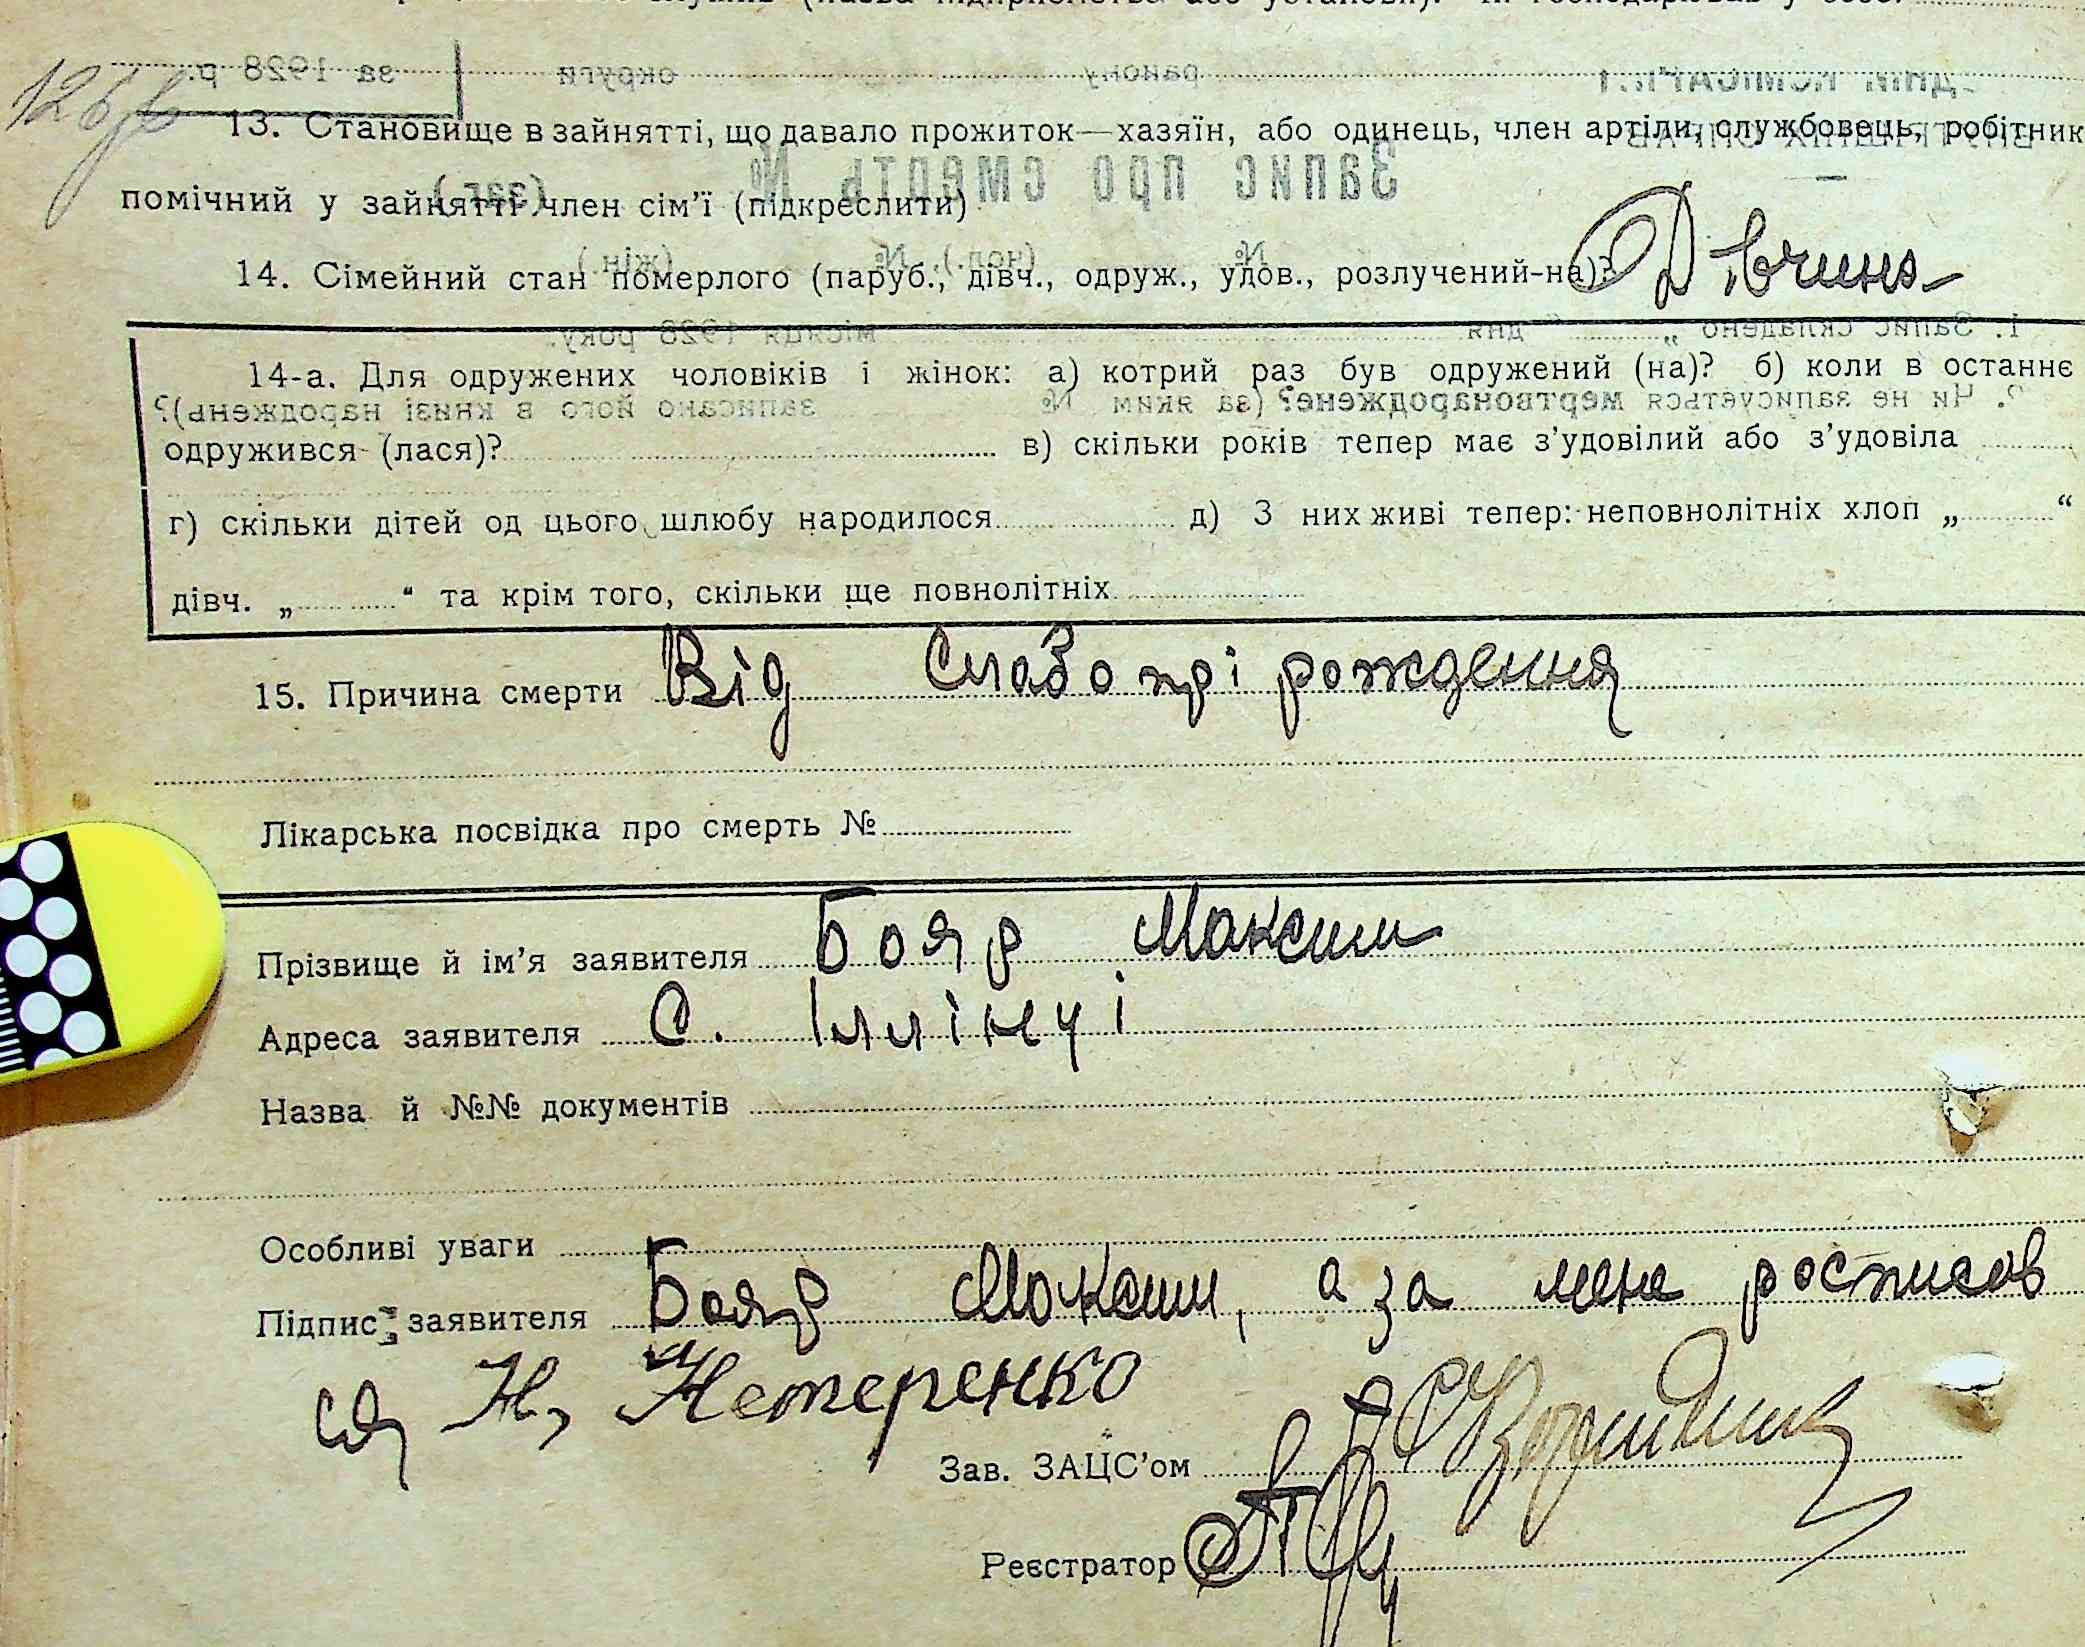 13. Становище в зайнятті, що давало прожиток—хазяїн, або одинець, член артіли, службовець, робітник
помічний у зайнятті член сім'ї (підкреслити)
14. Сімейний стан померлого (паруб., дівч., одруж., удов., розлучений-на)? Дівчина
14-а. Для одружених чоловіків і жінок: а) котрий раз був одружений (на)? б) коли в останнє
одружився (лася)? в) скільки років тепер має з'удовілий або з'удовіла
г) скільки дітей од цього шлюбу народилося д) З них живі тепер: неповнолітніх хлоп „ “
дівч. „ “ та крім того, скільки ще повнолітніх
15. Причина смерти Від Слабо прі рождення
Лікарська посвідка про смерть №
Прізвище й ім'я заявителя Бояр Максим
Адреса заявителя С. Іллінці
Назва й №№ документів
Особливі уваги
Підпис заявителя Бояр Максим, а за мене росписов
ся Н, Нетеренко
Зав. ЗАЦС'ом
Реєстратор